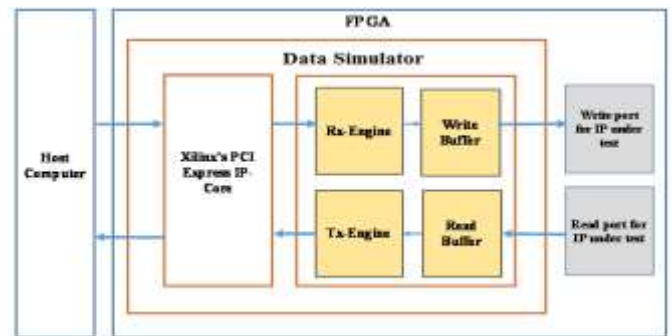 FPGA
Data Simulator
Host
Computer
Xilinx's PCI
Express IP-
Core
Rx-Engine
Write
Buffer
Write port
for IP under
test
Tx-Engine
Read
Buffer
Read port for
IP under test